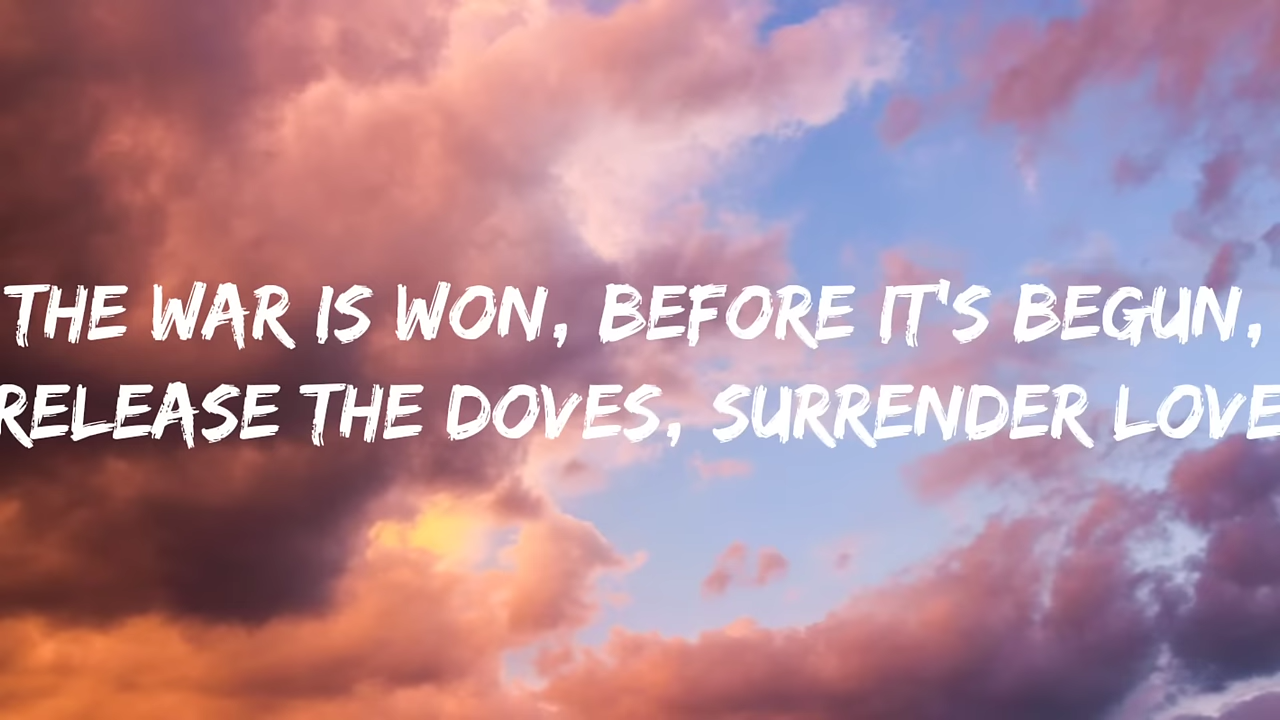 THE WAR IS WON, BEFORE IT'S BEGUN,
RELEASE THE DOVES, SURRENDER LOVE